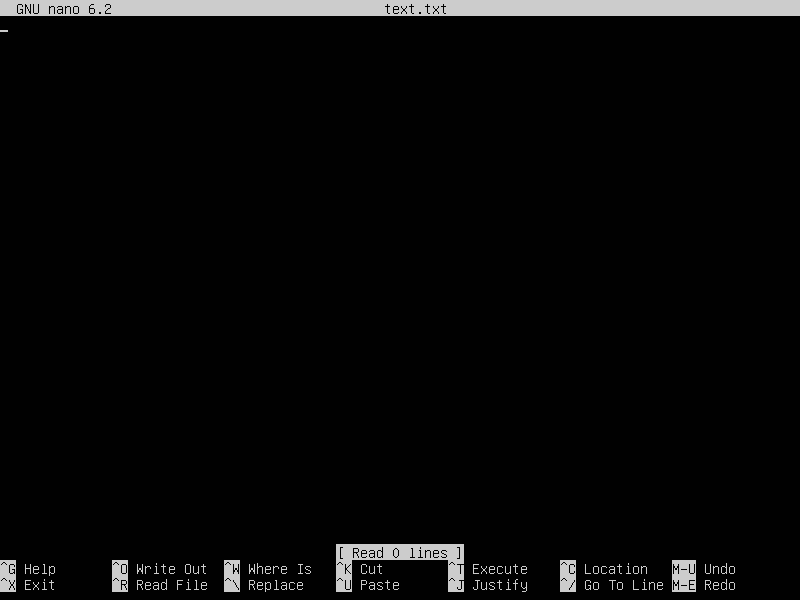 GNU nano 6.2 text.txt
[ Read 0 lines ]
^G Help ^O Write Out ^W Where Is ^K Cut ^T Execute ^C Location M-U Undo
^X Exit ^R Read File ^\ Replace ^U Paste ^J Justify ^/ Go To Line M-E Redo